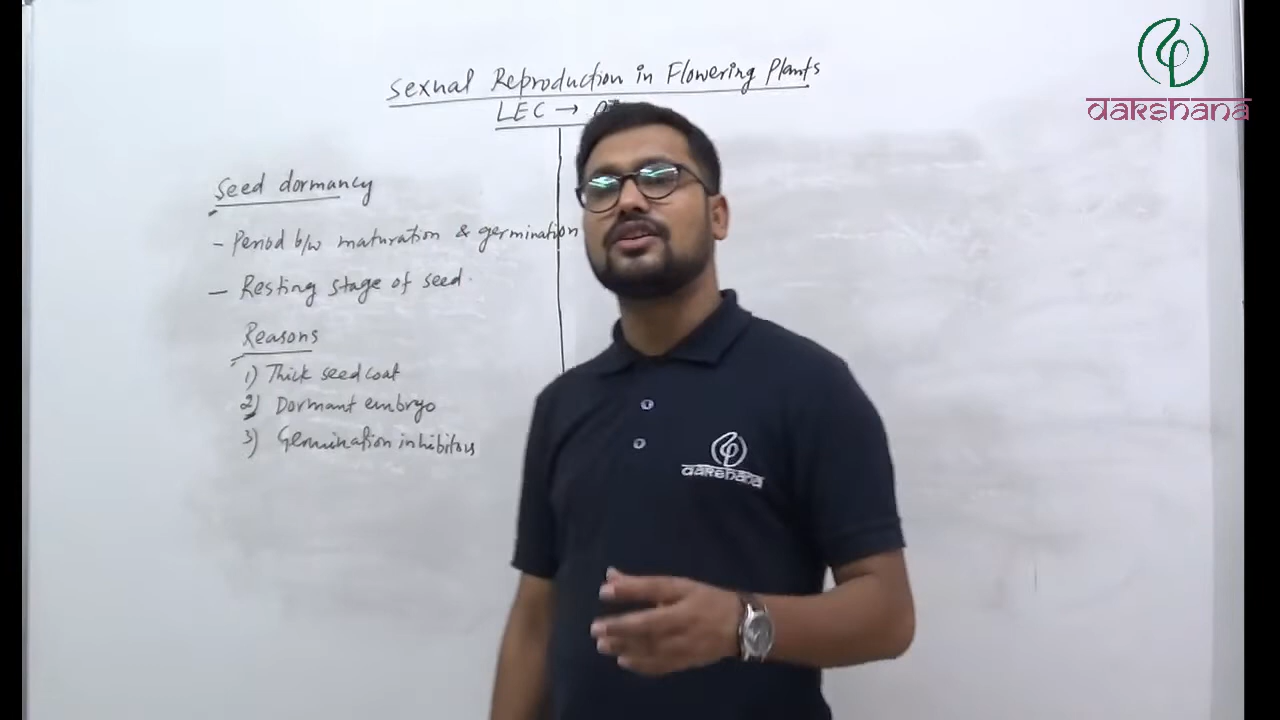 Sexual Reproduction in Flowering Plants
LEC →
Seed dormancy
- Period b/w maturation & germination
- Resting stage of seed.
Reasons
1) Thick seed coat
2) Dormant embryo
3) Germination inhibitors
dakshana
dakshana